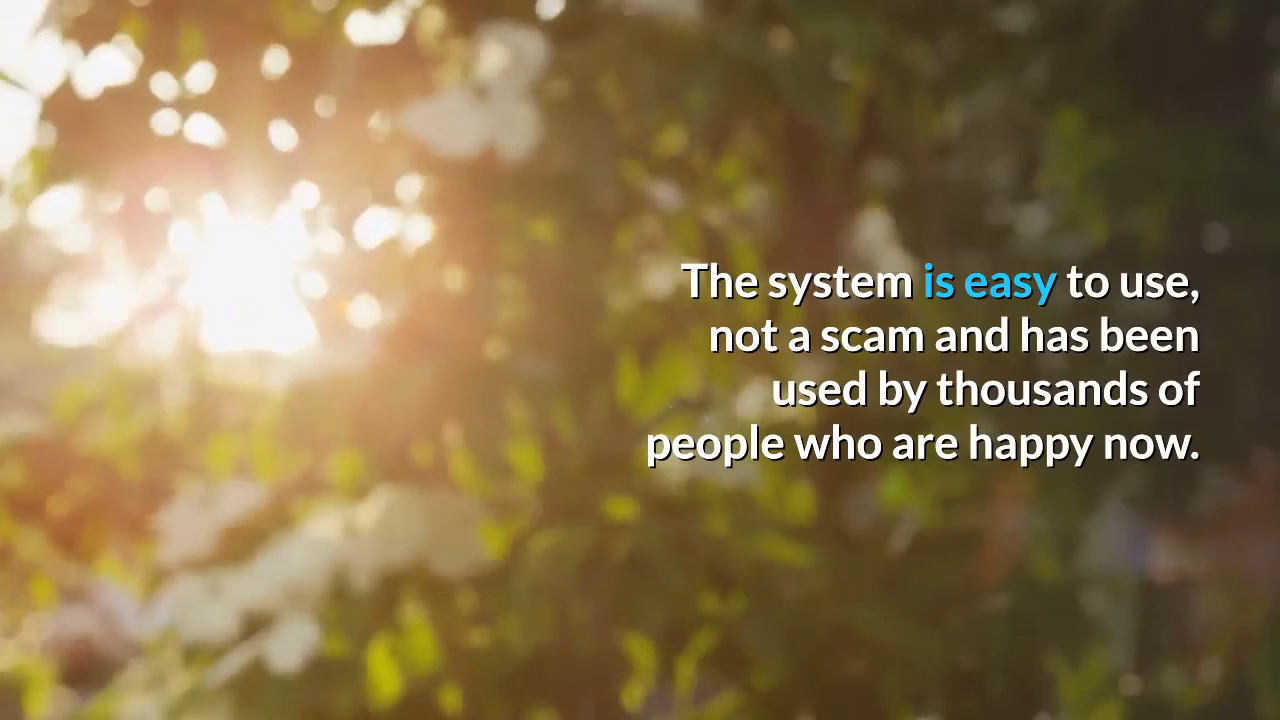 The system is easy to use,
not a scam and has been
used by thousands of
people who are happy now.